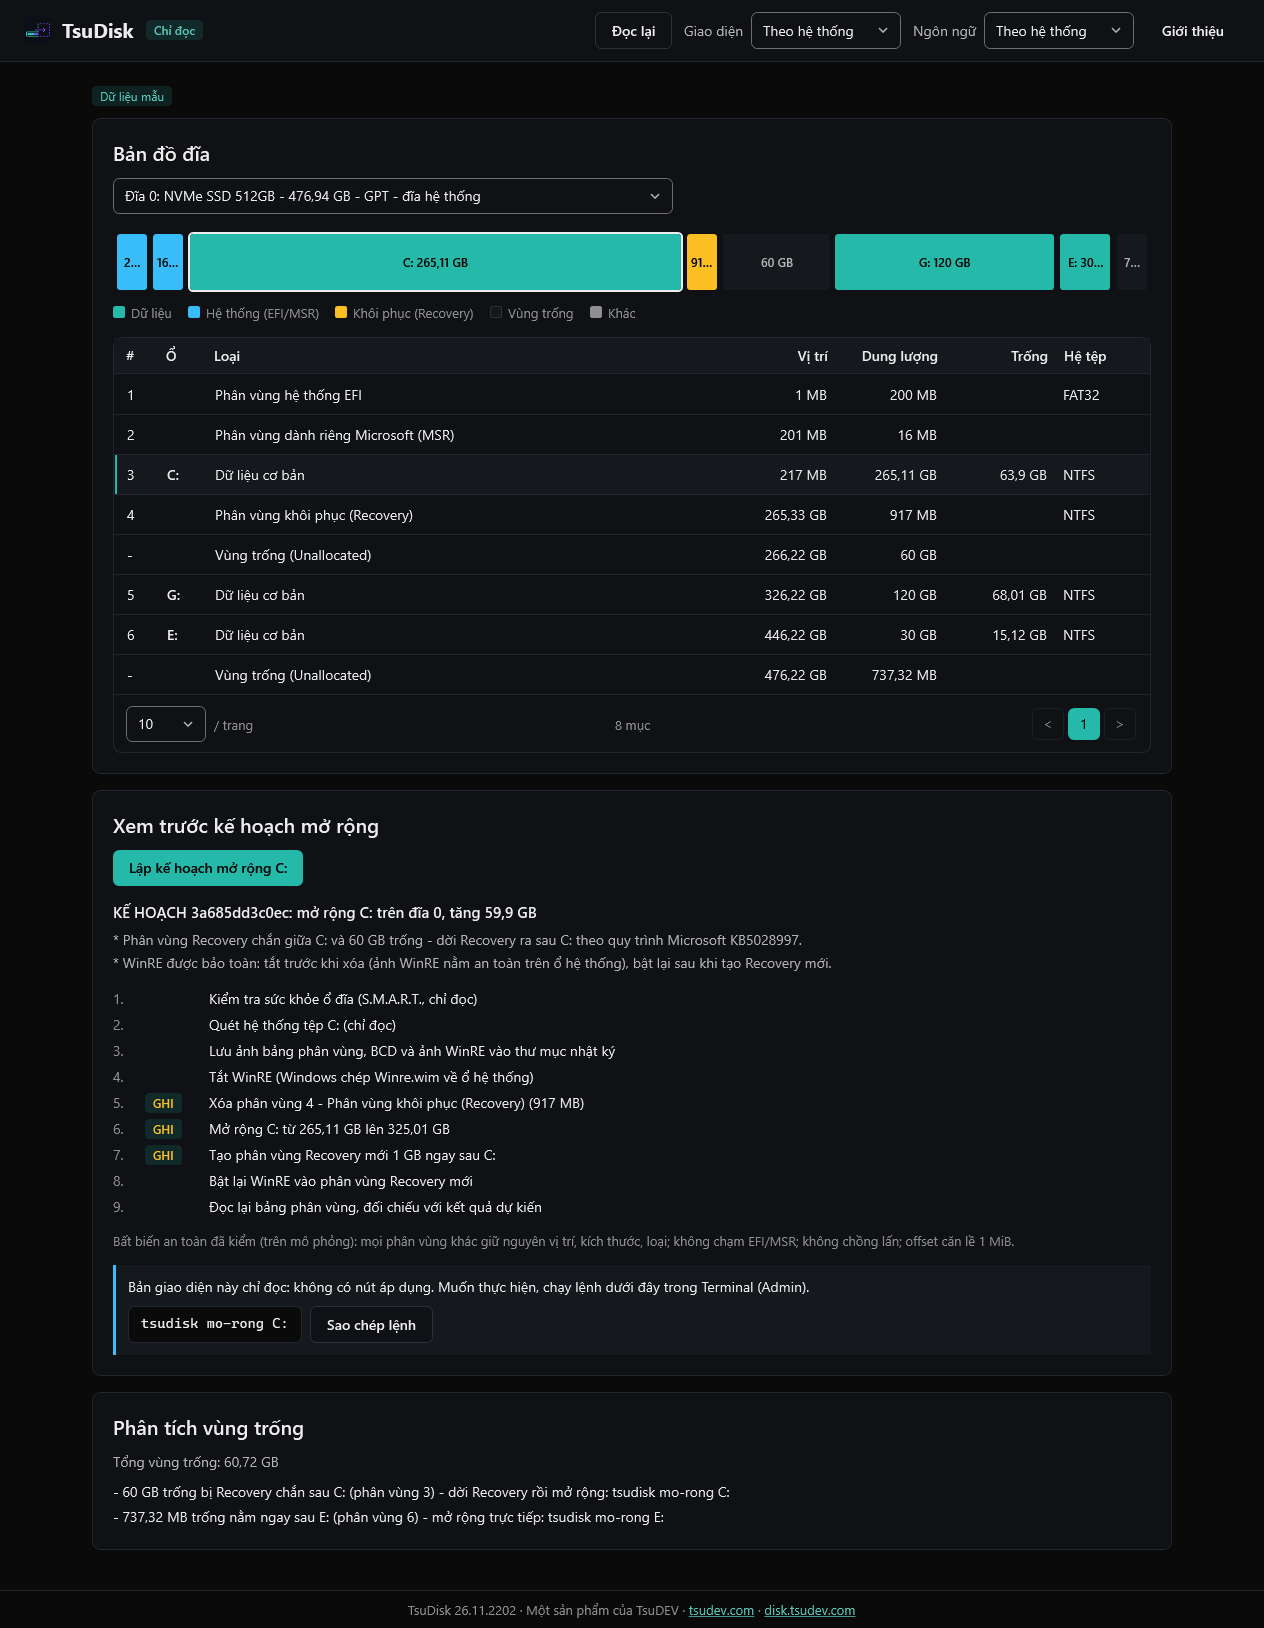 TsuDisk
Chỉ đọc
Đọc lại
Giao diện
Theo hệ thống
Ngôn ngữ
Theo hệ thống
Giới thiệu
Dữ liệu mẫu
Bản đồ đĩa
Đĩa 0: NVMe SSD 512GB - 476,94 GB - GPT - đĩa hệ thống
2... 16... C: 265,11 GB 91... 60 GB G: 120 GB E: 30... 7...
Dữ liệu Hệ thống (EFI/MSR) Khôi phục (Recovery) Vùng trống Khác
# Ổ Loại Vị trí Dung lượng Trống Hệ tệp
1 Phân vùng hệ thống EFI 1 MB 200 MB FAT32
2 Phân vùng dành riêng Microsoft (MSR) 201 MB 16 MB
3 C: Dữ liệu cơ bản 217 MB 265,11 GB 63,9 GB NTFS
4 Phân vùng khôi phục (Recovery) 265,33 GB 917 MB NTFS
- Vùng trống (Unallocated) 266,22 GB 60 GB
5 G: Dữ liệu cơ bản 326,22 GB 120 GB 68,01 GB NTFS
6 E: Dữ liệu cơ bản 446,22 GB 30 GB 15,12 GB NTFS
- Vùng trống (Unallocated) 476,22 GB 737,32 MB
10 / trang 8 mục < 1 >
Xem trước kế hoạch mở rộng
Lập kế hoạch mở rộng C:
KẾ HOẠCH 3a685dd3c0ec: mở rộng C: trên đĩa 0, tăng 59,9 GB
* Phân vùng Recovery chắn giữa C: và 60 GB trống - dời Recovery ra sau C: theo quy trình Microsoft KB5028997.
* WinRE được bảo toàn: tắt trước khi xóa (ảnh WinRE nằm an toàn trên ổ hệ thống), bật lại sau khi tạo Recovery mới.
1. Kiểm tra sức khỏe ổ đĩa (S.M.A.R.T., chỉ đọc)
2. Quét hệ thống tệp C: (chỉ đọc)
3. Lưu ảnh bảng phân vùng, BCD và ảnh WinRE vào thư mục nhật ký
4. Tắt WinRE (Windows chép Winre.wim về ổ hệ thống)
5. GHI Xóa phân vùng 4 - Phân vùng khôi phục (Recovery) (917 MB)
6. GHI Mở rộng C: từ 265,11 GB lên 325,01 GB
7. GHI Tạo phân vùng Recovery mới 1 GB ngay sau C:
8. Bật lại WinRE vào phân vùng Recovery mới
9. Đọc lại bảng phân vùng, đối chiếu với kết quả dự kiến
Bất biến an toàn đã kiểm (trên mô phỏng): mọi phân vùng khác giữ nguyên vị trí, kích thước, loại; không chạm EFI/MSR; không chồng lấn; offset căn lề 1 MiB.
Bản giao diện này chỉ đọc: không có nút áp dụng. Muốn thực hiện, chạy lệnh dưới đây trong Terminal (Admin).
tsudisk mo-rong C:
Sao chép lệnh
Phân tích vùng trống
Tổng vùng trống: 60,72 GB
- 60 GB trống bị Recovery chắn sau C: (phân vùng 3) - dời Recovery rồi mở rộng: tsudisk mo-rong C:
- 737,32 MB trống nằm ngay sau E: (phân vùng 6) - mở rộng trực tiếp: tsudisk mo-rong E:
TsuDisk 26.11.2202 · Một sản phẩm của TsuDEV · tsudev.com · disk.tsudev.com